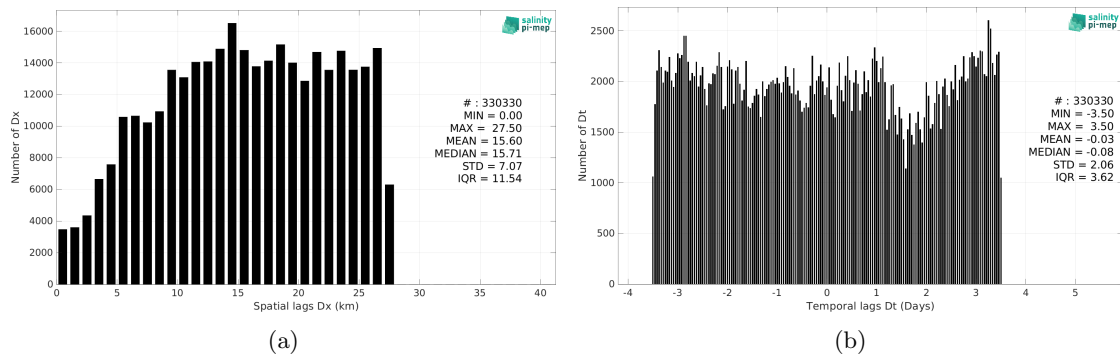 16000
14000
12000
10000
8000
6000
4000
2000
0
Number of Dx
0
5
10
15
20
25
30
35
40
Spatial lags Dx (km)
salinity
pi-mep
# : 330330
MIN = 0.00
MAX = 27.50
MEAN = 15.60
MEDIAN = 15.71
STD = 7.07
IQR = 11.54
(a)
2500
2000
1500
1000
500
0
Number of Dt
-4
-3
-2
-1
0
1
2
3
4
5
Temporal lags Dt (Days)
salinity
pi-mep
# : 330330
MIN = -3.50
MAX = 3.50
MEAN = -0.03
MEDIAN = -0.08
STD = 2.06
IQR = 3.62
(b)